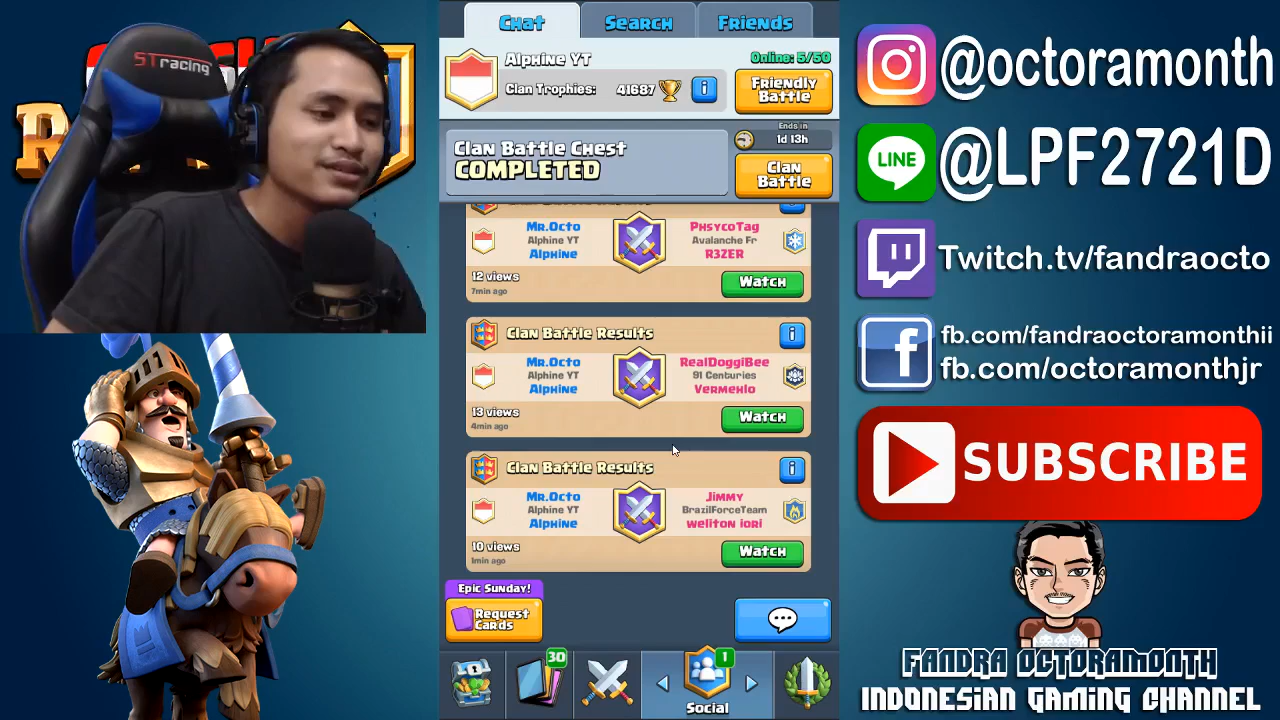 STracing
Chat
Search
Friends
Alphine YT
Online: 5/50
Clan Trophies: 41687
Friendly
Battle
Clan Battle Chest
COMPLETED
Ends in
1d 13h
Clan
Battle
Mr.Octo
Alphine YT
Alphine
PhsycoTag
Avalanche Fr
R3ZER
12 views
7min ago
Watch
Clan Battle Results
Mr.Octo
Alphine YT
Alphine
RealDoggiBee
91 Centuries
Vermehlo
13 views
4min ago
Watch
Clan Battle Results
Mr.Octo
Alphine YT
Alphine
Jimmy
BrazilForceTeam
weliton iori
10 views
1min ago
Watch
Epic Sunday!
Request
Cards
30
1
Social
@octoramonth
LINE
@LPF2721D
Twitch.tv/fandraocto
fb.com/fandraoctoramonthii
fb.com/octoramonthjr
SUBSCRIBE
FANDRA OCTORAMONTH
INDONESIAN GAMING CHANNEL